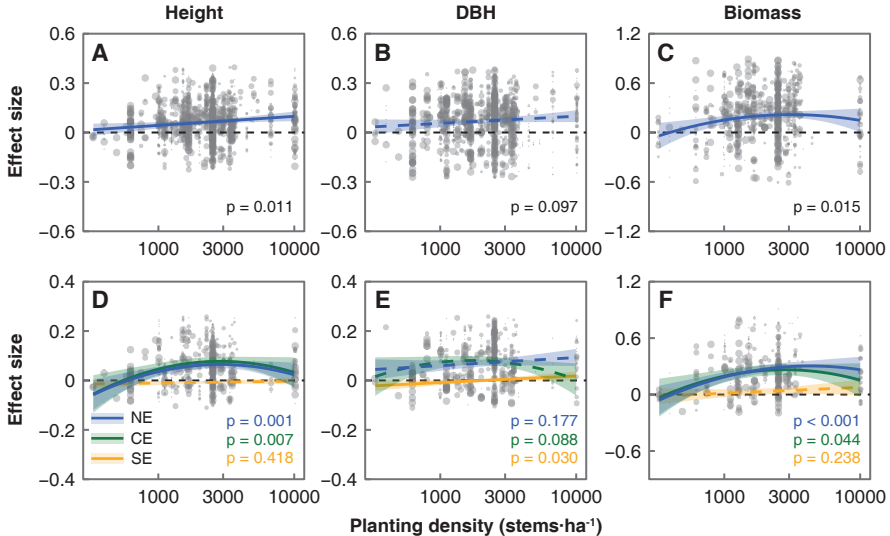 Height
DBH
Biomass
Effect size
A
0.6
0.3
0
−0.3
−0.6
p = 0.011
1000
3000
10000
B
0.6
0.3
0
−0.3
−0.6
p = 0.097
1000
3000
10000
C
1.2
0.6
0
−0.6
−1.2
p = 0.015
1000
3000
10000
Effect size
D
0.4
0.2
0
−0.2
−0.4
NE
CE
SE
p = 0.001
p = 0.007
p = 0.418
1000
3000
10000
E
0.4
0.2
0
−0.2
−0.4
p = 0.177
p = 0.088
p = 0.030
1000
3000
10000
F
1.2
0.6
0
−0.6
p < 0.001
p = 0.044
p = 0.238
1000
3000
10000
Planting density (stems·ha⁻¹)